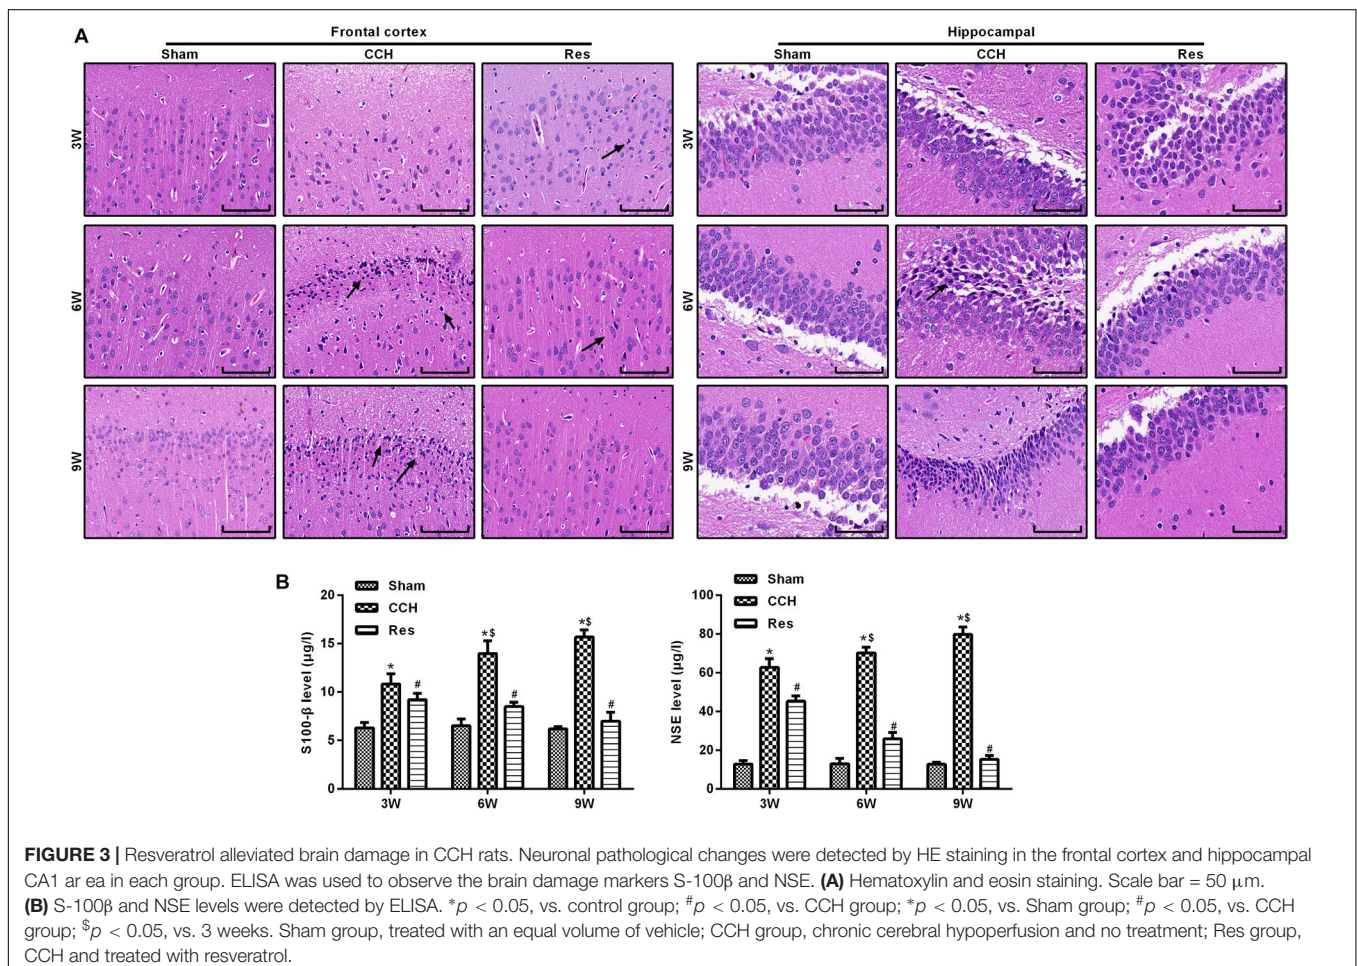 A
Frontal cortex
Sham CCH Res
Hippocampal
Sham CCH Res
3W
3W
6W
6W
9W
9W
B
Sham
CCH
Res
S100-β level (μg/l)
20
15
10
5
0
* # *$ # *$ #
3W 6W 9W
Sham
CCH
Res
NSE level (μg/l)
100
80
60
40
20
0
* # *$ # *$ #
3W 6W 9W
FIGURE 3 | Resveratrol alleviated brain damage in CCH rats. Neuronal pathological changes were detected by HE staining in the frontal cortex and hippocampal
CA1 ar ea in each group. ELISA was used to observe the brain damage markers S-100β and NSE. (A) Hematoxylin and eosin staining. Scale bar = 50 μm.
(B) S-100β and NSE levels were detected by ELISA. *p < 0.05, vs. control group; #p < 0.05, vs. CCH group; *p < 0.05, vs. Sham group; #p < 0.05, vs. CCH
group; $p < 0.05, vs. 3 weeks. Sham group, treated with an equal volume of vehicle; CCH group, chronic cerebral hypoperfusion and no treatment; Res group,
CCH and treated with resveratrol.